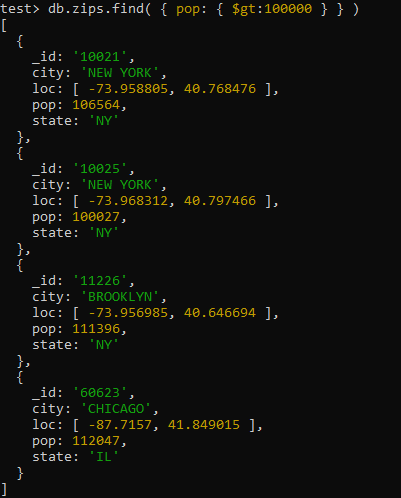 test> db.zips.find( { pop: { $gt:100000 } } )
[
  {
    _id: '10021',
    city: 'NEW YORK',
    loc: [ -73.958805, 40.768476 ],
    pop: 106564,
    state: 'NY'
  },
  {
    _id: '10025',
    city: 'NEW YORK',
    loc: [ -73.968312, 40.797466 ],
    pop: 100027,
    state: 'NY'
  },
  {
    _id: '11226',
    city: 'BROOKLYN',
    loc: [ -73.956985, 40.646694 ],
    pop: 111396,
    state: 'NY'
  },
  {
    _id: '60623',
    city: 'CHICAGO',
    loc: [ -87.7157, 41.849015 ],
    pop: 112047,
    state: 'IL'
  }
]